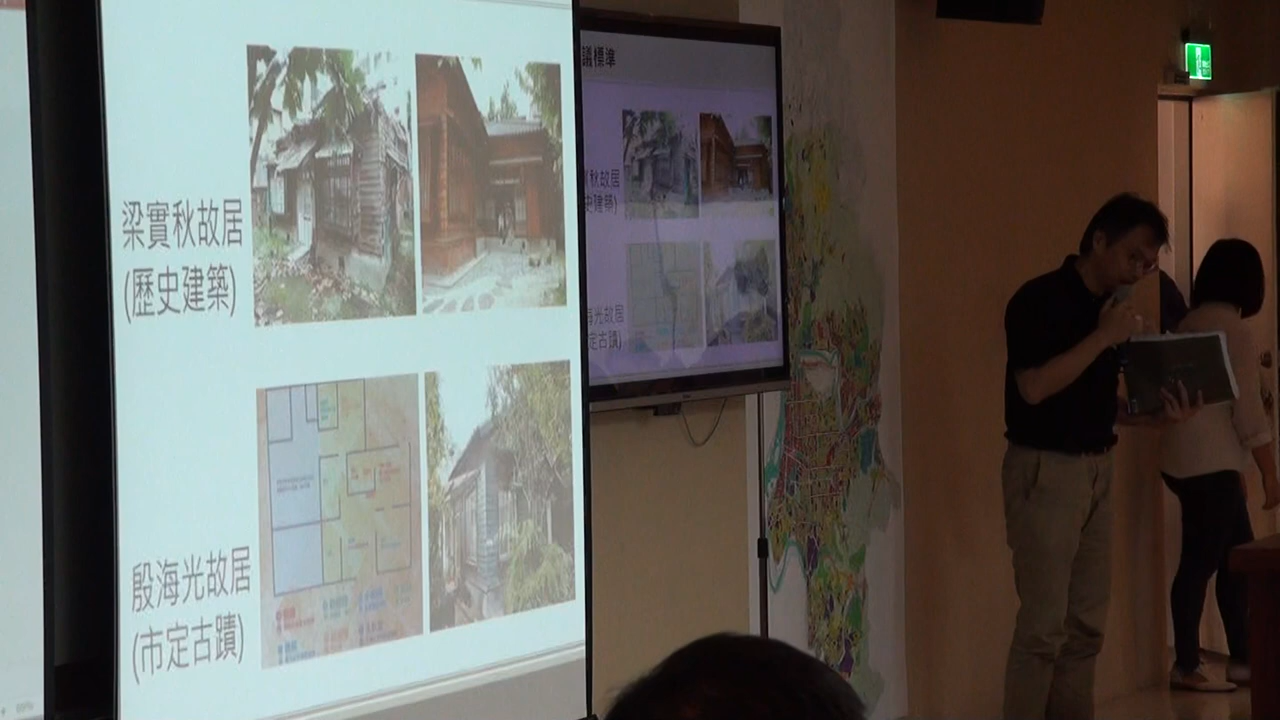 梁實秋故居
(歷史建築)
殷海光故居
(市定古蹟)
議標準
秋故居
史建築)
海光故居
定古蹟)